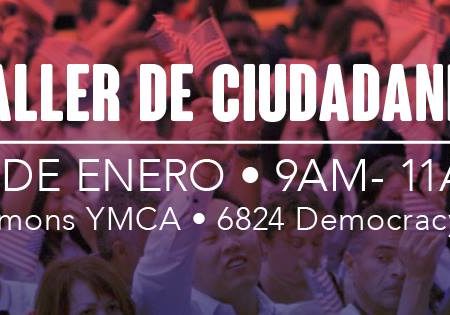 ALLER DE CIUDADAN
DE ENERO • 9AM- 11A
mons YMCA • 6824 Democracy